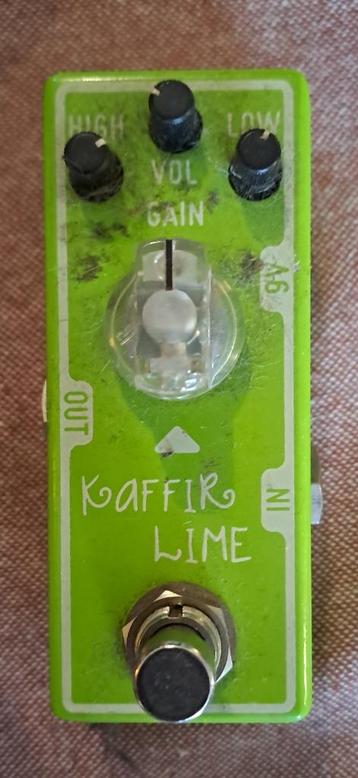 HIGH
LOW
VOL
GAIN
9V
OUT
IN
KAFFIR
LIME